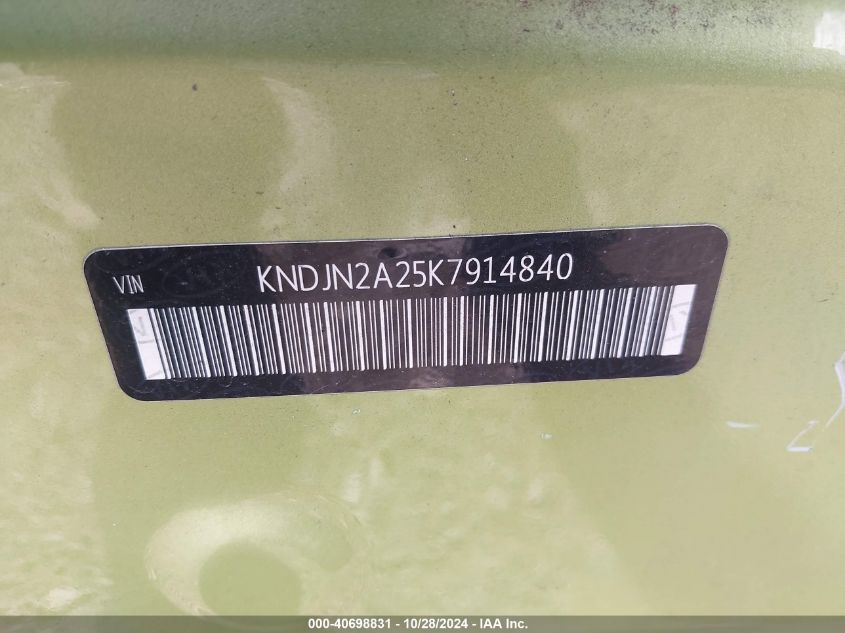 VIN KNDJN2A25K7914840
000-40698831 - 10/28/2024 - IAA Inc.